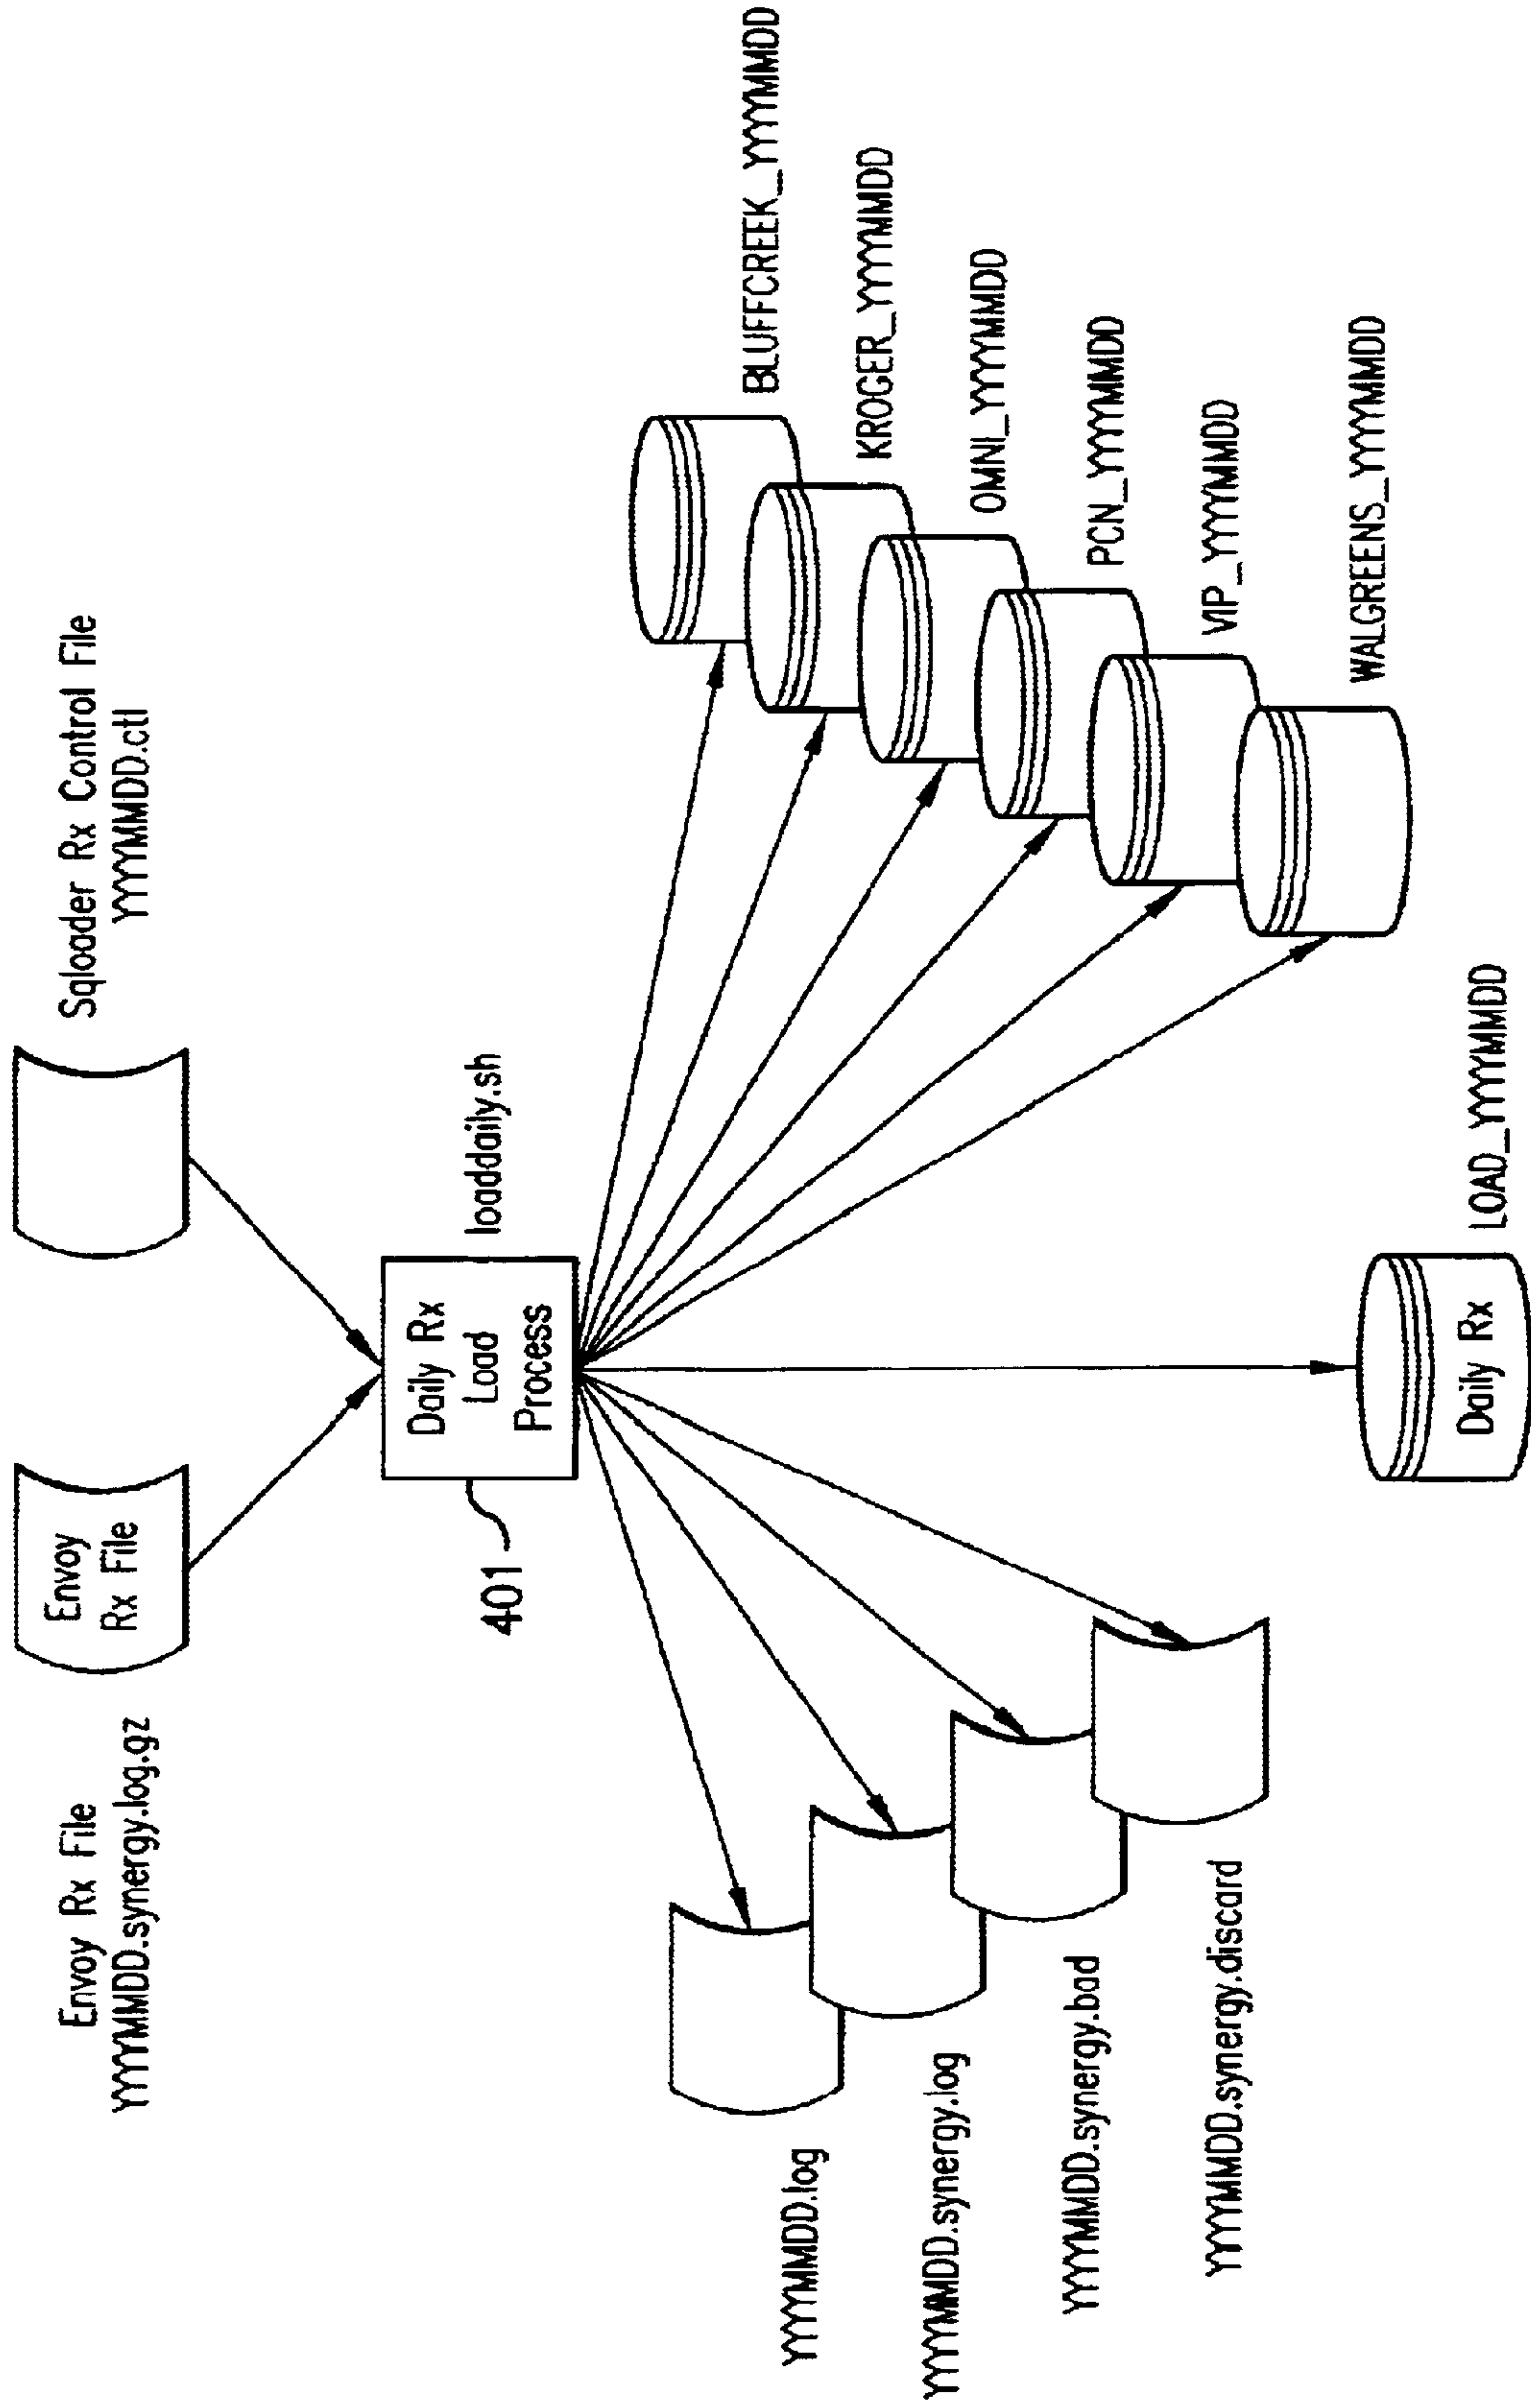 Envoy Rx File
YYYYMMDD.synergy.log.gz
Envoy
Rx File
Sqloader Rx Control File
YYYYMMDD.ctl
Daily Rx
Load
Process
loaddaily.sh
401
YYYYMMDD.log
YYYYMMDD.synergy.log
YYYYMMDD.synergy.bad
YYYYMMDD.synergy.discard
Daily Rx
LOAD_YYYYMMDD
BLUFFCREEK_YYYYMMDD
KROGER_YYYYMMDD
OMNI_YYYYMMDD
PCN_YYYYMMDD
VIP_YYYYMMDD
WALGREENS_YYYYMMDD